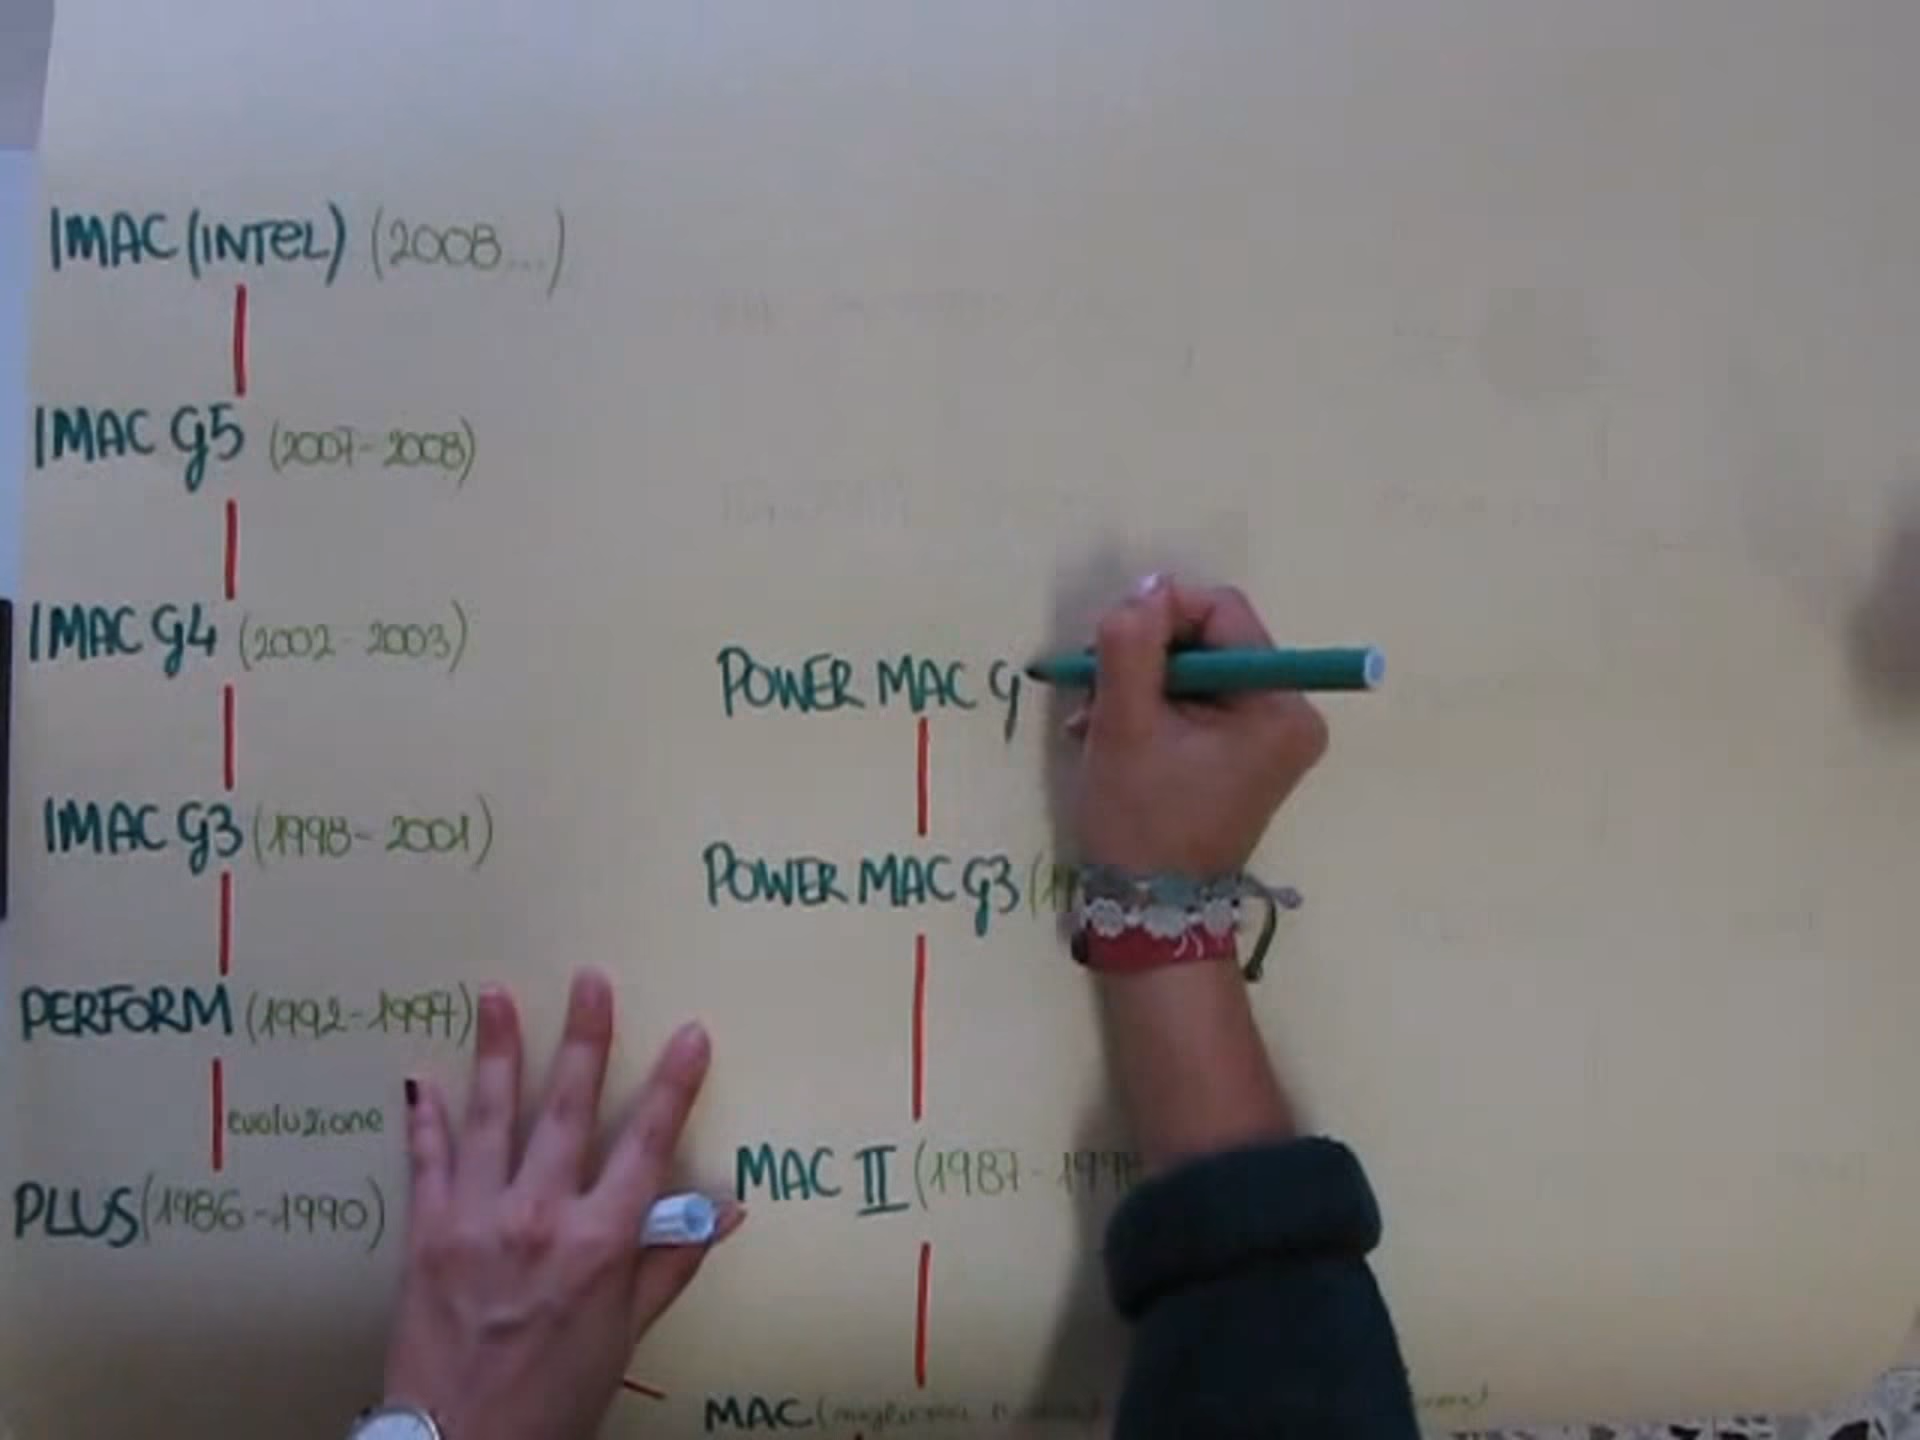 IMAC (INTEL) (2008...)
IMAC G5 (2007-2008)
IMAC G4 (2002-2003)
POWER MAC G
IMAC G3 (1998-2001)
POWER MAC G3
PERFORM (1992-1997)
evoluzione
MAC II (1987-
PLUS (1986-1990)
MAC